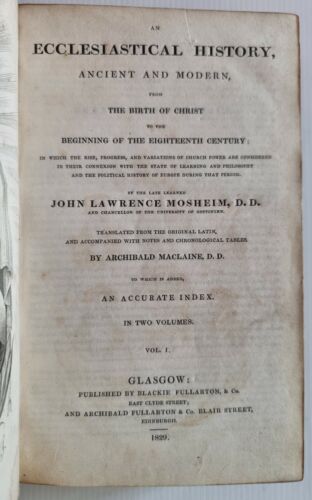 AN
ECCLESIASTICAL HISTORY,
ANCIENT AND MODERN,
FROM
THE BIRTH OF CHRIST
TO THE
BEGINNING OF THE EIGHTEENTH CENTURY;
IN WHICH THE RISE, PROGRESS, AND VARIATIONS OF CHURCH POWER ARE CONSIDERED
IN THEIR CONNEXION WITH THE STATE OF LEARNING AND PHILOSOPHY
AND THE POLITICAL HISTORY OF EUROPE DURING THAT PERIOD.
BY THE LATE LEARNED
JOHN LAWRENCE MOSHEIM, D.D.
AND CHANCELLOR OF THE UNIVERSITY OF GOTTINGEN.
TRANSLATED FROM THE ORIGINAL LATIN,
AND ACCOMPANIED WITH NOTES AND CHRONOLOGICAL TABLES
BY ARCHIBALD MACLAINE, D.D.
TO WHICH IS ADDED,
AN ACCURATE INDEX.
IN TWO VOLUMES.
VOL. I.
GLASGOW:
PUBLISHED BY BLACKIE FULLARTON, & Co.
EAST CLYDE STREET;
AND ARCHIBALD FULLARTON & Co. BLAIR STREET,
EDINBURGH.
1829.